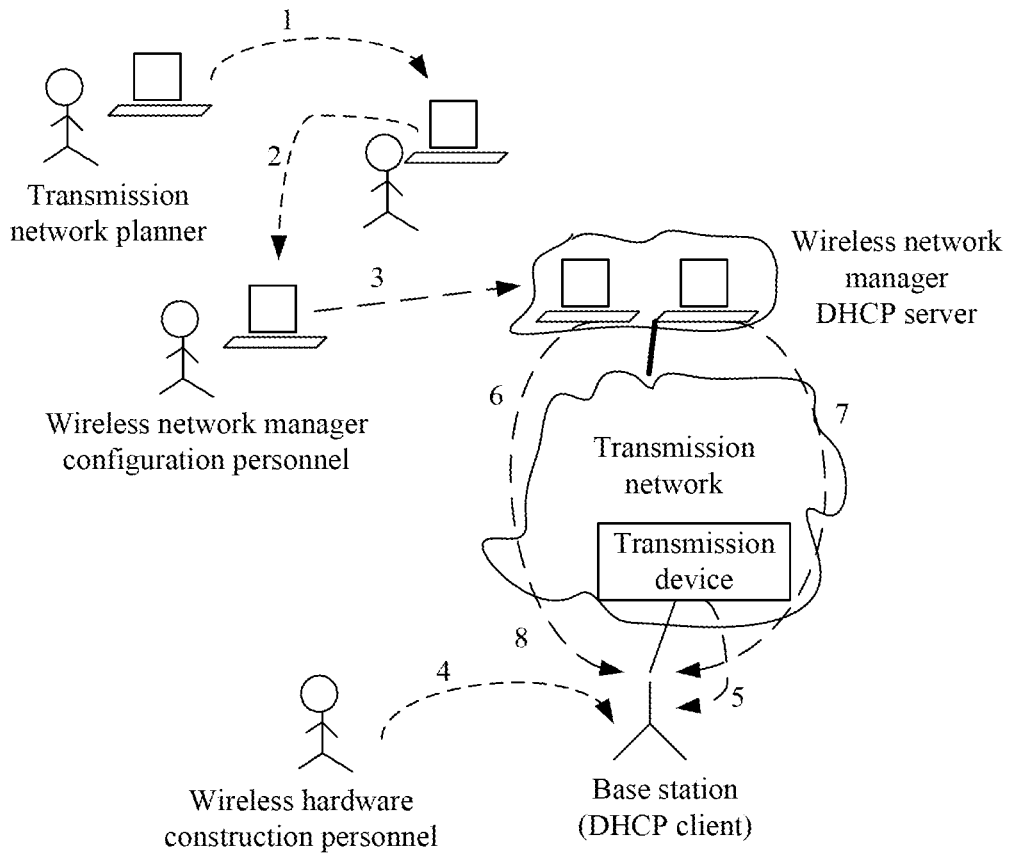 1
2
Transmission
network planner
3
Wireless network
manager
DHCP server
Wireless network manager
configuration personnel
6
7
Transmission
network
Transmission
device
8
4
5
Wireless hardware
construction personnel
Base station
(DHCP client)